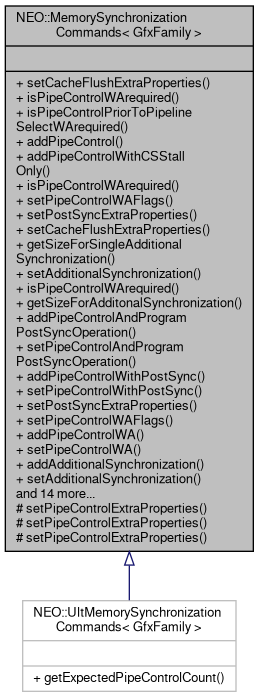 NEO::MemorySynchronization
Commands< GfxFamily >
+ setCacheFlushExtraProperties()
+ isPipeControlWArequired()
+ isPipeControlPriorToPipeline
SelectWArequired()
+ addPipeControl()
+ addPipeControlWithCSStall
Only()
+ isPipeControlWArequired()
+ setPipeControlWAFlags()
+ setPostSyncExtraProperties()
+ setCacheFlushExtraProperties()
+ getSizeForSingleAdditional
Synchronization()
+ setAdditionalSynchronization()
+ isPipeControlWArequired()
+ getSizeForAdditonalSynchronization()
+ addPipeControlAndProgram
PostSyncOperation()
+ setPipeControlAndProgram
PostSyncOperation()
+ addPipeControlWithPostSync()
+ setPipeControlWithPostSync()
+ setPostSyncExtraProperties()
+ setPipeControlWAFlags()
+ addPipeControlWA()
+ setPipeControlWA()
+ addAdditionalSynchronization()
+ setAdditionalSynchronization()
and 14 more...
# setPipeControlExtraProperties()
# setPipeControlExtraProperties()
# setPipeControlExtraProperties()
NEO::UltMemorySynchronization
Commands< GfxFamily >
+ getExpectedPipeControlCount()